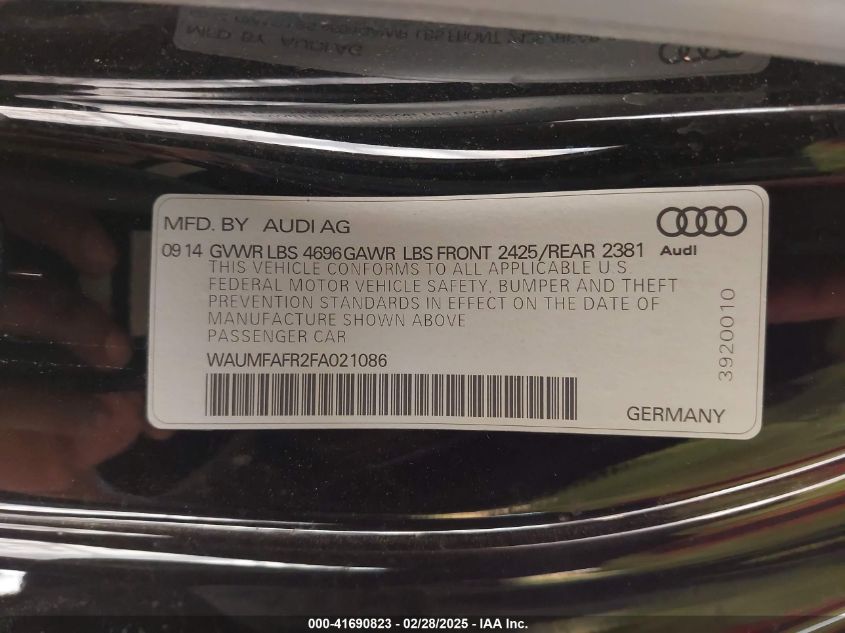 MFD. BY AUDI AG
09 14 GVWR LBS 4696 GAWR LBS FRONT 2425/REAR 2381
Audi
THIS VEHICLE CONFORMS TO ALL APPLICABLE U.S
FEDERAL MOTOR VEHICLE SAFETY, BUMPER AND THEFT
PREVENTION STANDARDS IN EFFECT ON THE DATE OF
MANUFACTURE SHOWN ABOVE
PASSENGER CAR
WAUMFAFR2FA021086
3920010
GERMANY
000-41690823 / 02/28/2025 - IAA Inc.